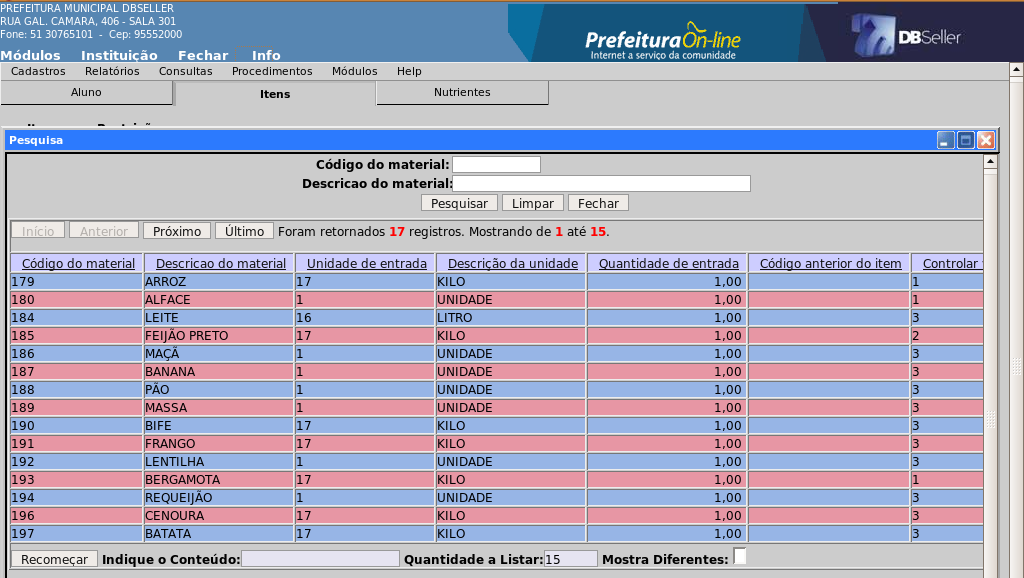 PREFEITURA MUNICIPAL DBSELLER
RUA GAL. CAMARA, 406 - SALA 301
Fone: 51 30765101 - Cep: 95552000
PrefeituraOn-line
Internet a serviço da comunidade
DBSeller
Módulos Instituição Fechar Info
Cadastros Relatórios Consultas Procedimentos Módulos Help
Aluno Itens Nutrientes
Pesquisa
Código do material:
Descricao do material:
Pesquisar Limpar Fechar
Início Anterior Próximo Último Foram retornados 17 registros. Mostrando de 1 até 15.
Código do material Descricao do material Unidade de entrada Descrição da unidade Quantidade de entrada Código anterior do item Controlar
179 ARROZ 17 KILO 1,00 1
180 ALFACE 1 UNIDADE 1,00 1
184 LEITE 16 LITRO 1,00 3
185 FEIJÃO PRETO 17 KILO 1,00 2
186 MAÇÃ 1 UNIDADE 1,00 3
187 BANANA 1 UNIDADE 1,00 3
188 PÃO 1 UNIDADE 1,00 3
189 MASSA 1 UNIDADE 1,00 3
190 BIFE 17 KILO 1,00 3
191 FRANGO 17 KILO 1,00 3
192 LENTILHA 1 UNIDADE 1,00 3
193 BERGAMOTA 17 KILO 1,00 1
194 REQUEIJÃO 1 UNIDADE 1,00 3
196 CENOURA 17 KILO 1,00 3
197 BATATA 17 KILO 1,00 3
Recomeçar Indique o Conteúdo: Quantidade a Listar: 15 Mostra Diferentes: